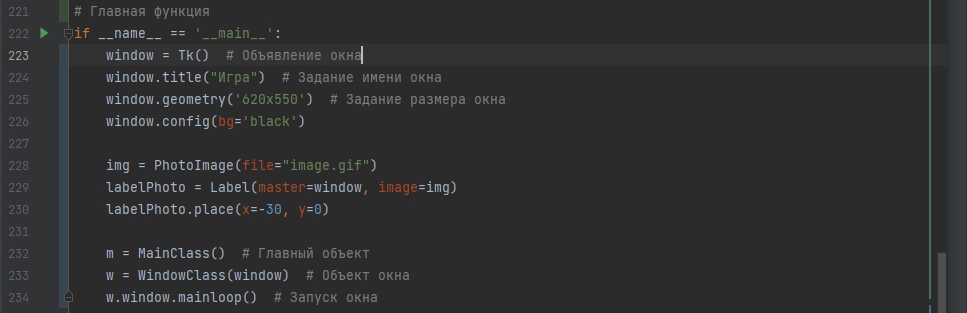 221 # Главная функция
222 if __name__ == '__main__':
223 window = Tk()  # Объявление окна
224 window.title("Игра")  # Задание имени окна
225 window.geometry('620x550')  # Задание размера окна
226 window.config(bg='black')
227
228 img = PhotoImage(file="image.gif")
229 labelPhoto = Label(master=window, image=img)
230 labelPhoto.place(x=-30, y=0)
231
232 m = MainClass()  # Главный объект
233 w = WindowClass(window)  # Объект окна
234 w.window.mainloop()  # Запуск окна